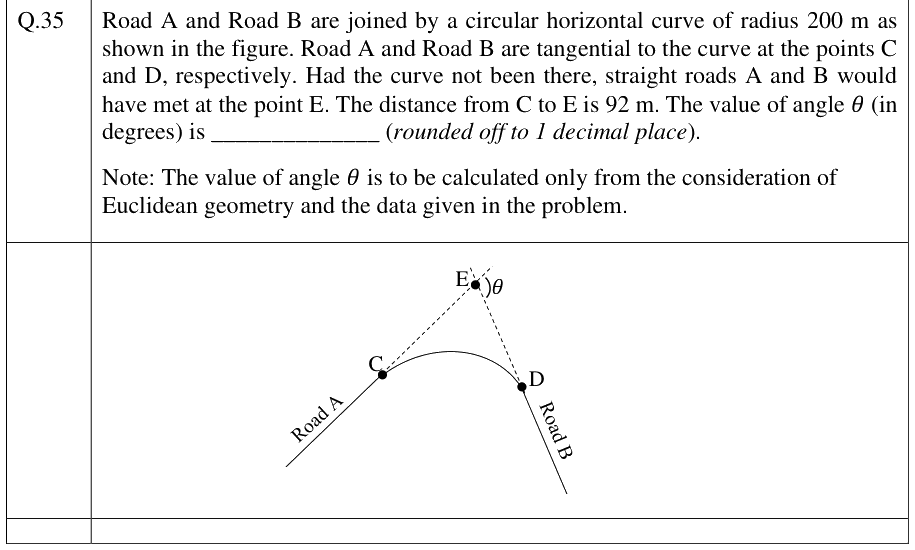 Q.35 Road A and Road B are joined by a circular horizontal curve of radius 200 m as
shown in the figure. Road A and Road B are tangential to the curve at the points C
and D, respectively. Had the curve not been there, straight roads A and B would
have met at the point E. The distance from C to E is 92 m. The value of angle θ (in
degrees) is ______________ (rounded off to 1 decimal place).
Note: The value of angle θ is to be calculated only from the consideration of
Euclidean geometry and the data given in the problem.
E
θ
C
D
Road A
Road B